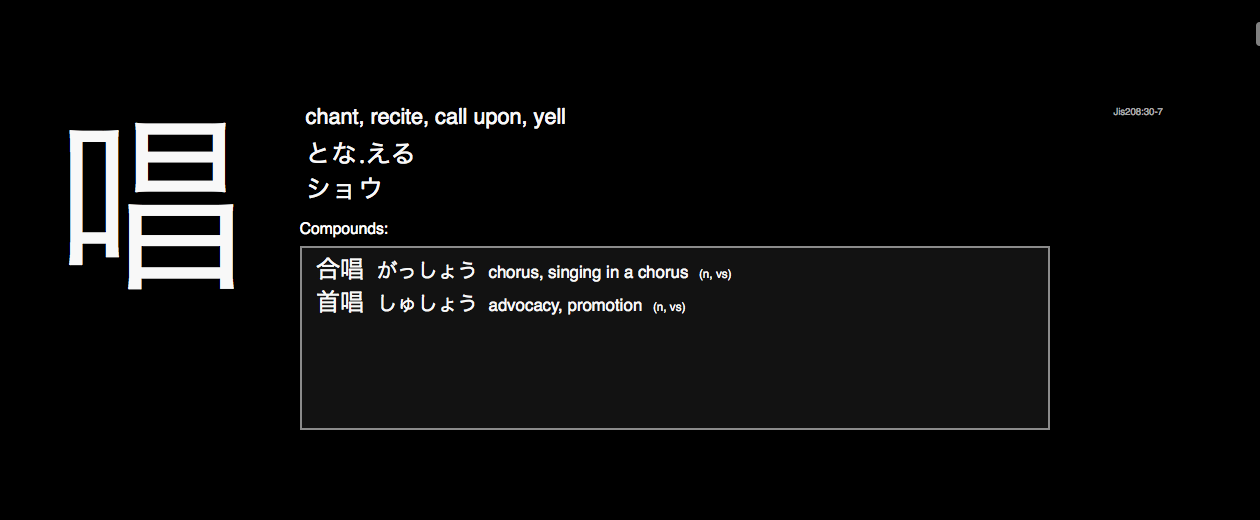 唱
chant, recite, call upon, yell
Jis208:30-7
とな.える
ショウ
Compounds:
合唱 がっしょう chorus, singing in a chorus (n, vs)
首唱 しゅしょう advocacy, promotion (n, vs)